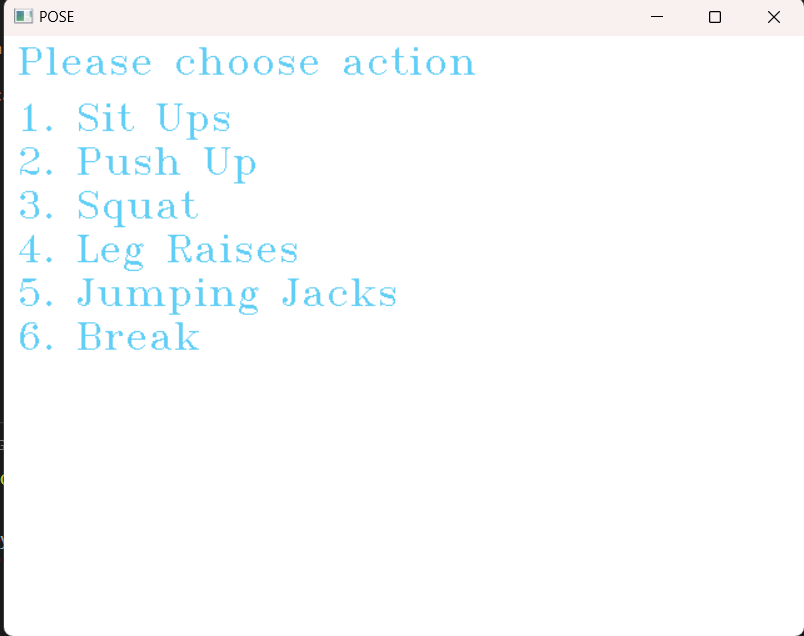 POSE
Please choose action
1. Sit Ups
2. Push Up
3. Squat
4. Leg Raises
5. Jumping Jacks
6. Break